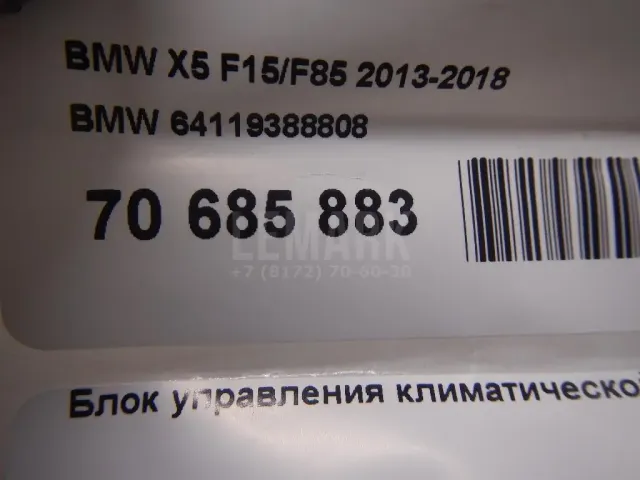 BMW X5 F15/F85 2013-2018
BMW 64119388808
70 685 883
LEMARK
+7 (8172) 70-60-30
Блок управления климатической